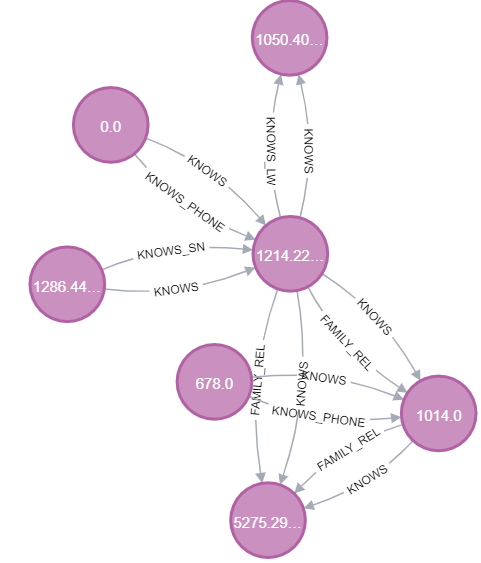 1050.40...
0.0
KNOWS_LW
KNOWS
KNOWS
KNOWS_PHONE
KNOWS_SN
1214.22...
1286.44...
KNOWS
KNOWS
FAMILY_REL
678.0
FAMILY_REL
KNOWS
KNOWS
KNOWS_PHONE
1014.0
FAMILY_REL
KNOWS
5275.29...